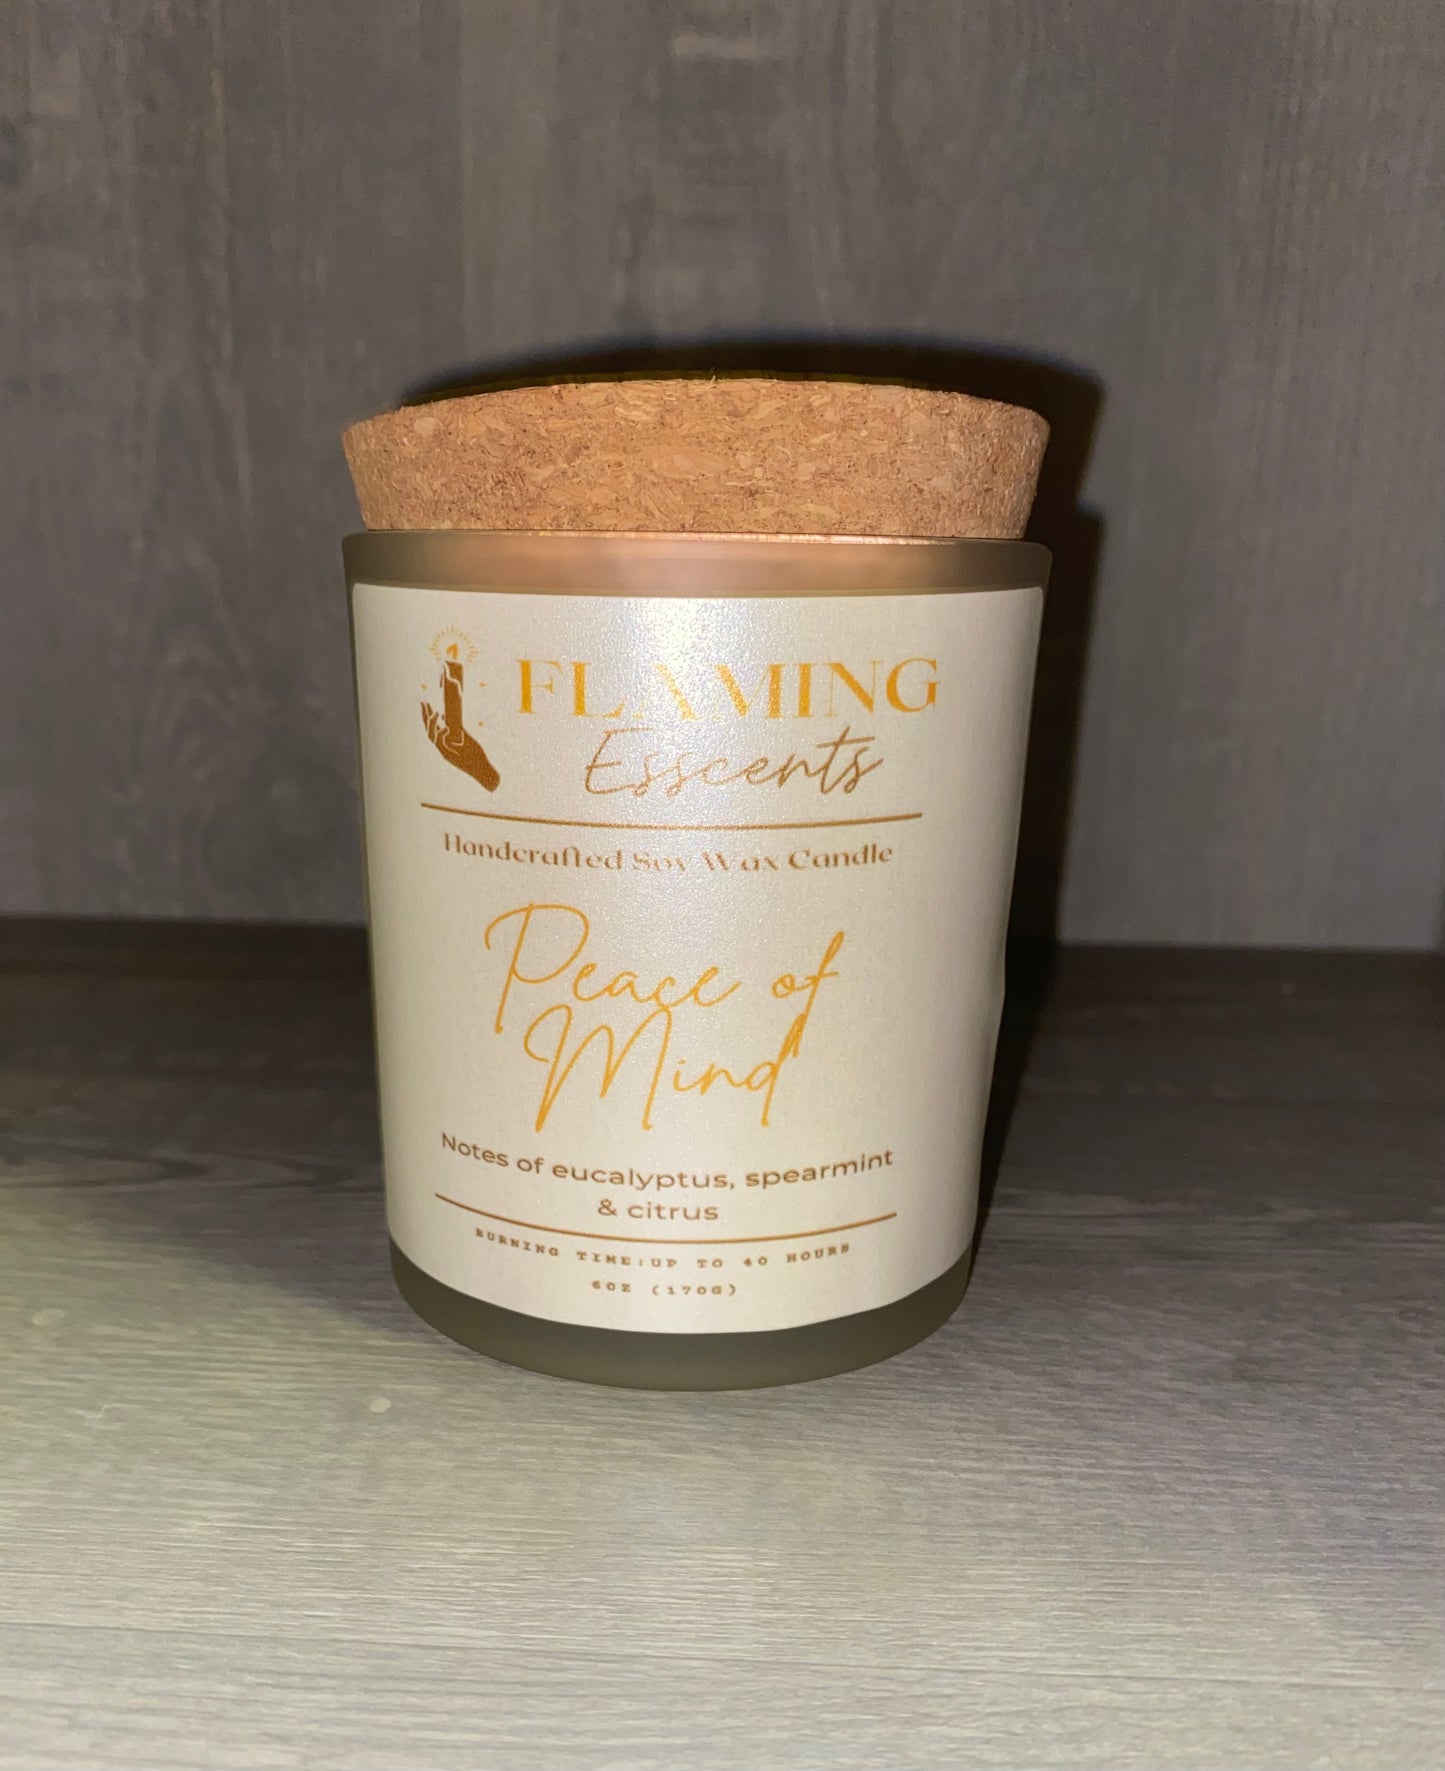 FLAMING
Esscents
Handcrafted Soy Wax Candle
Peace of
Mind
Notes of eucalyptus, spearmint
& citrus
BURNING TIME:UP TO 40 HOURS
6OZ (170G)